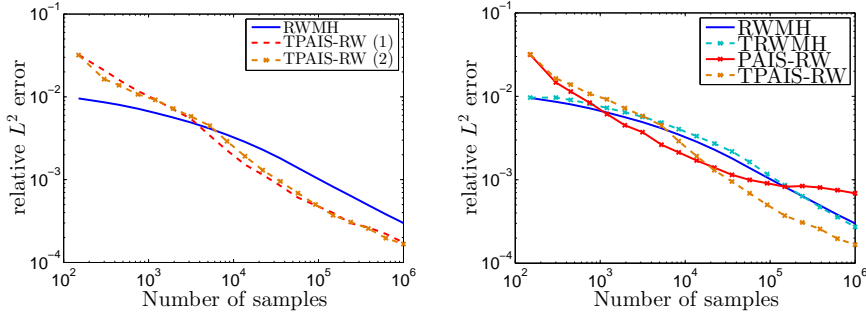 10^{-1}
10^{-2}
10^{-3}
10^{-4}
relative L^2 error
RWMH
TPAIS-RW (1)
TPAIS-RW (2)
10^2 10^3 10^4 10^5 10^6
Number of samples
10^{-1}
10^{-2}
10^{-3}
10^{-4}
relative L^2 error
RWMH
TRWMH
PAIS-RW
TPAIS-RW
10^2 10^3 10^4 10^5 10^6
Number of samples